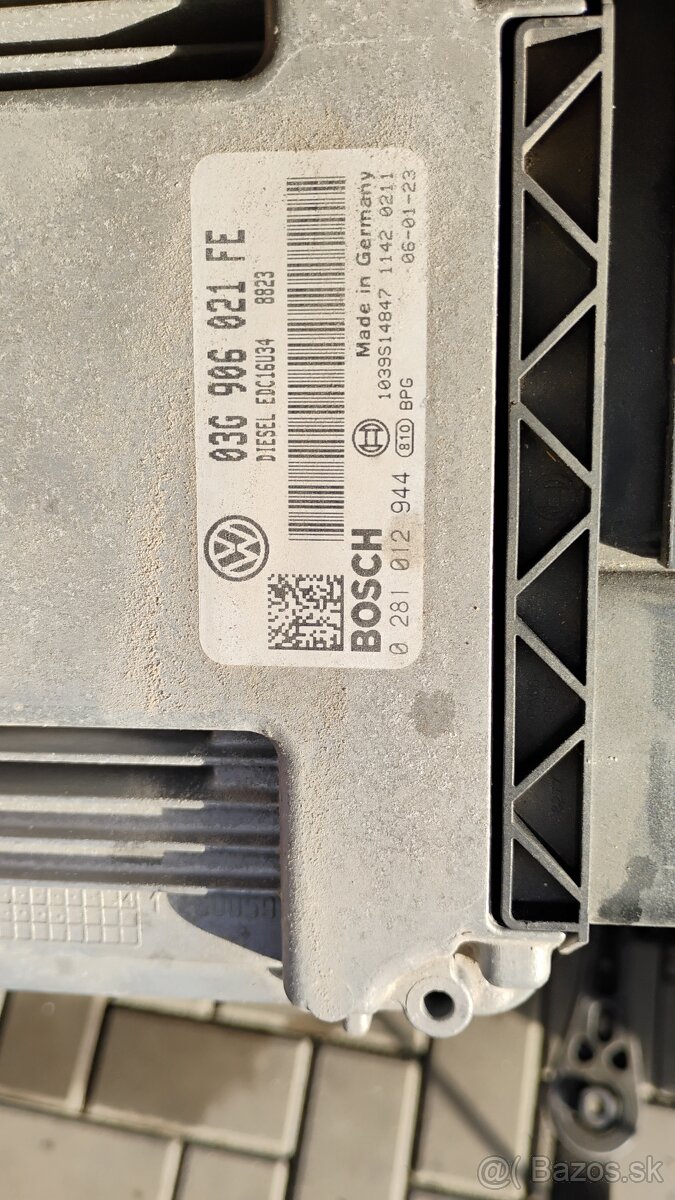 03G 906 021 FE
DIESEL EDC16U34 8823
Made in Germany
BOSCH
1039S14847 1142 0211
0 281 012 944 810 BPG 06-01-23
@( Bazos.sk